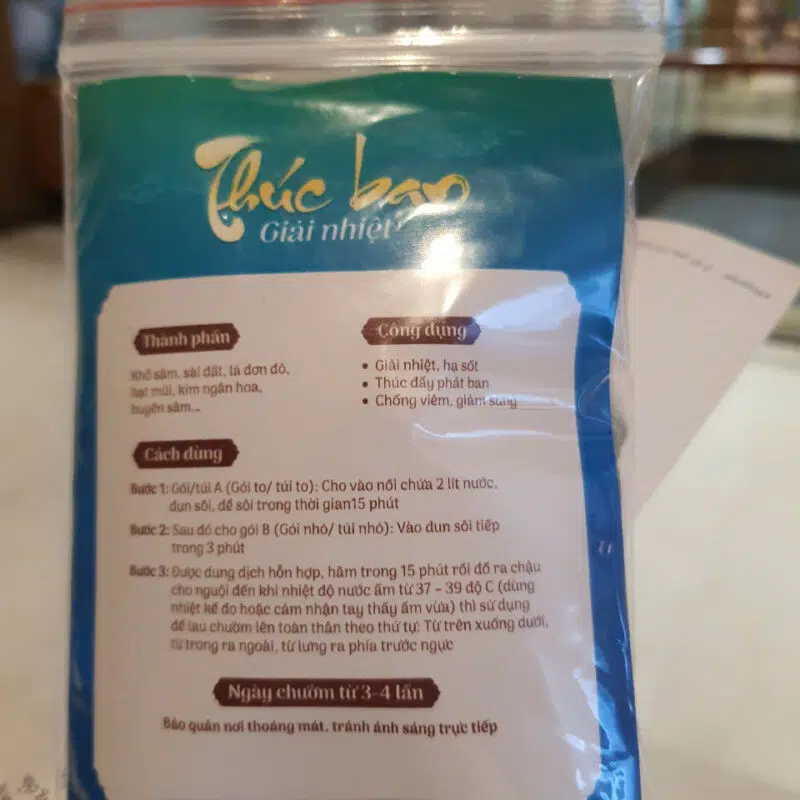 Thúc ban
Giải nhiệt
Thành phần
Khổ sâm, sài đất, lá đơn đỏ,
hạt mùi, kim ngân hoa,
huyền sâm...
Công dụng
• Giải nhiệt, hạ sốt
• Thúc đẩy phát ban
• Chống viêm, giảm sưng
Cách dùng
Bước 1: Gói/túi A (Gói to/ túi to): Cho vào nồi chứa 2 lít nước,
đun sôi, để sôi trong thời gian15 phút
Bước 2: Sau đó cho gói B (Gói nhỏ/ túi nhỏ): Vào đun sôi tiếp
trong 3 phút
Bước 3: Được dung dịch hỗn hợp, hãm trong 15 phút rồi đổ ra chậu
cho nguội đến khi nhiệt độ nước ấm từ 37 - 39 độ C (dùng
nhiệt kế đo hoặc cảm nhận tay thấy ấm vừa) thì sử dụng
để lau chườm lên toàn thân theo thứ tự: Từ trên xuống dưới,
từ trong ra ngoài, từ lưng ra phía trước ngực
Ngày chườm từ 3-4 lần
Bảo quản nơi thoáng mát, tránh ánh sáng trực tiếp